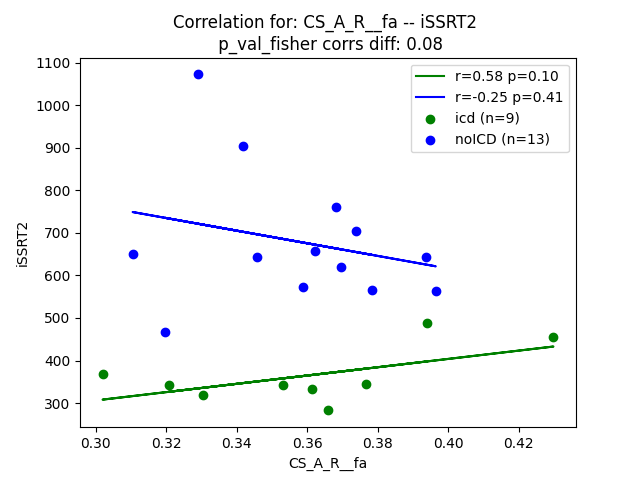 Correlation for: CS_A_R__fa -- iSSRT2
p_val_fisher corrs diff: 0.08
r=0.58 p=0.10
r=-0.25 p=0.41
icd (n=9)
noICD (n=13)
iSSRT2
1100
1000
900
800
700
600
500
400
300
0.30 0.32 0.34 0.36 0.38 0.40 0.42
CS_A_R__fa